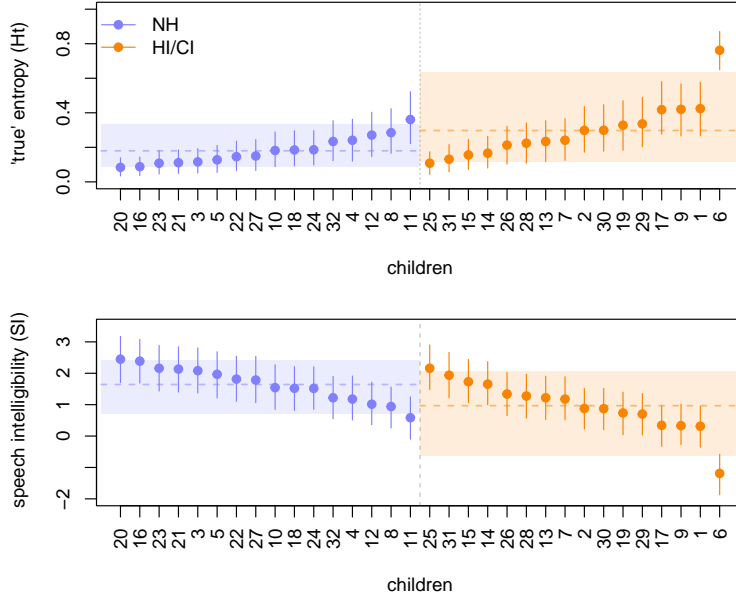 'true' entropy (Ht)
0.0 0.4 0.8
NH
HI/CI
20 16 23 21 3 5 22 27 10 18 24 32 4 12 8 11 25 31 15 14 26 28 13 7 2 30 19 29 17 9 1 6
children
speech intelligibility (SI)
−2 0 1 2 3
20 16 23 21 3 5 22 27 10 18 24 32 4 12 8 11 25 31 15 14 26 28 13 7 2 30 19 29 17 9 1 6
children